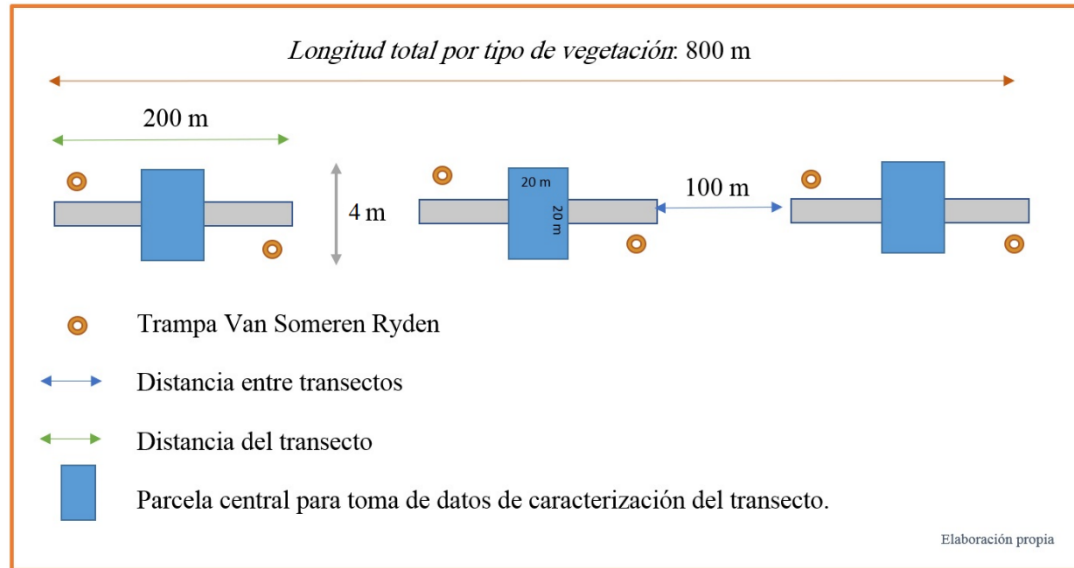 Longitud total por tipo de vegetación: 800 m
200 m
4 m
20 m
20 m
100 m
Trampa Van Someren Ryden
Distancia entre transectos
Distancia del transecto
Parcela central para toma de datos de caracterización del transecto.
Elaboración propia